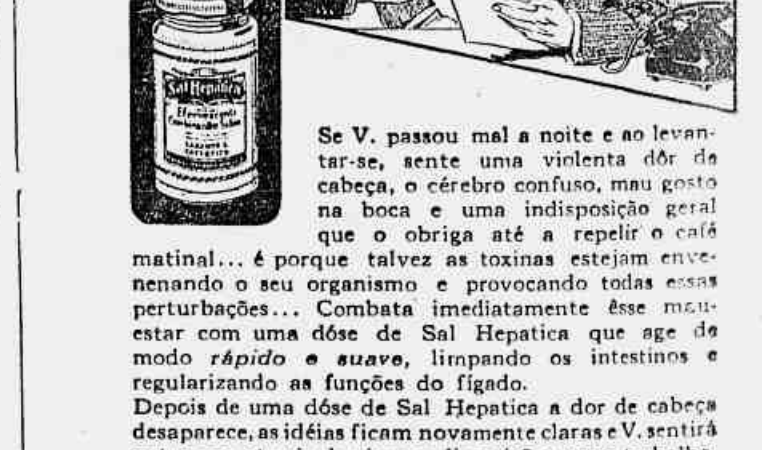 Sal Hepatica
Effervescente
Se V. passou mal a noite e ao levan-
tar-se, sente uma violenta dôr de
cabeça, o cérebro confuso, mau gosto
na boca e uma indisposição geral
que o obriga até a repelir o café
matinal... é porque talvez as toxinas estejam enve-
nenando o seu organismo e provocando todas essas
perturbações... Combata imediatamente êsse mau-
estar com uma dóse de Sal Hepatica que age de
modo rápido e suave, limpando os intestinos e
regularizando as funções do fígado.
Depois de uma dóse de Sal Hepatica a dor de cabeça
desaparece, as idéias ficam novamente claras e V. sentirá